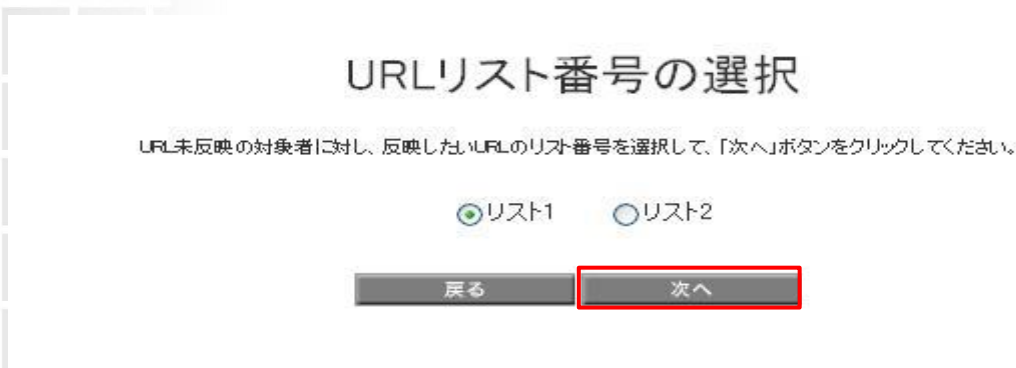 URLリスト番号の選択
URL未反映の対象者に対し、反映したいURLのリスト番号を選択して、「次へ」ボタンをクリックしてください。
リスト1 リスト2
戻る 次へ